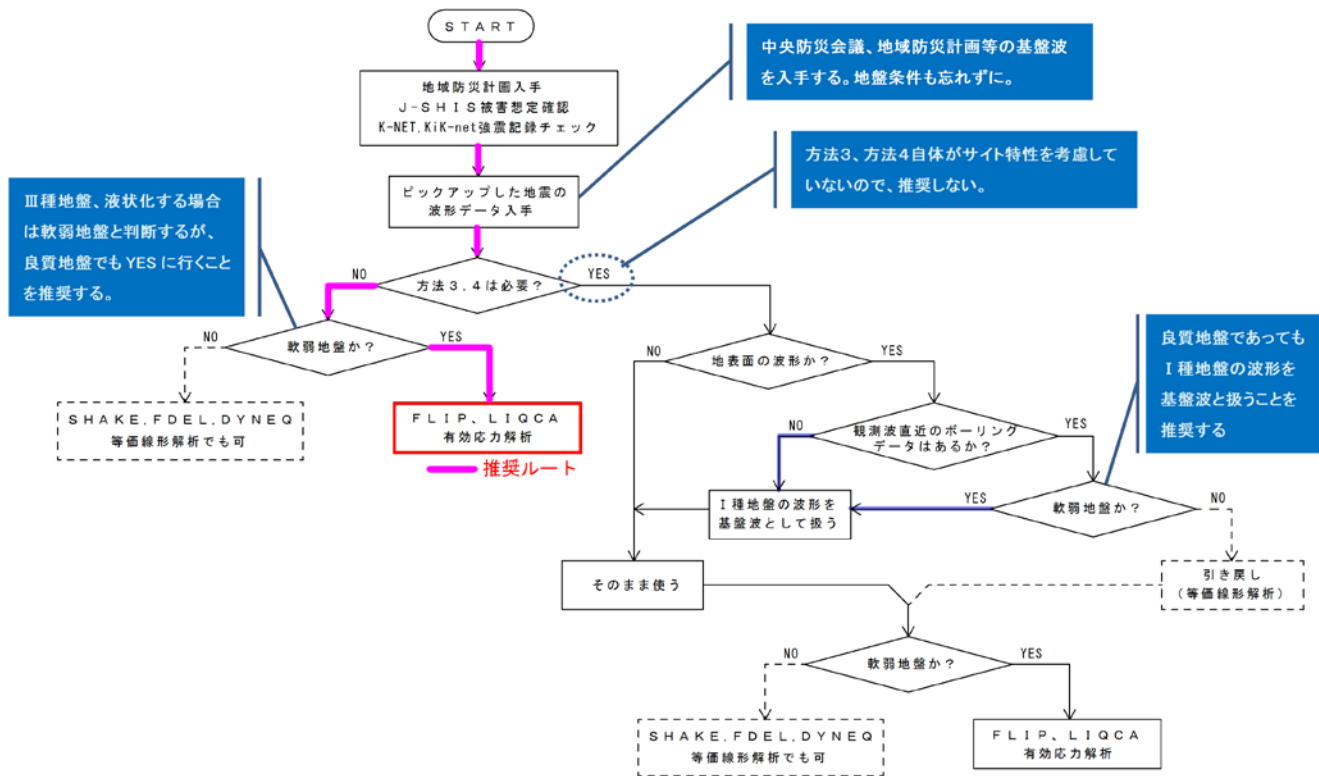 START
中央防災会議、地域防災計画等の基盤波
を入手する。地盤条件も忘れずに。
地域防災計画入手
J-SHIS被害想定確認
K-NET,KiK-net強震記録チェック
方法3、方法4自体がサイト特性を考慮して
いないので、推奨しない。
ピックアップした地震の
波形データ入手
Ⅲ種地盤、液状化する場合
は軟弱地盤と判断するが、
良質地盤でも YES に行くこと
を推奨する。
NO
方法3,4は必要?
YES
NO
軟弱地盤か?
YES
NO
地表面の波形か?
YES
良質地盤であっても
Ⅰ種地盤の波形を
基盤波と扱うことを
推奨する
SHAKE,FDEL,DYNEQ
等価線形解析でも可
FLIP、LIQCA
有効応力解析
推奨ルート
NO
観測波直近のボーリング
データはあるか?
YES
Ⅰ種地盤の波形を
基盤波として扱う
YES
軟弱地盤か?
NO
そのまま使う
引き戻し
(等価線形解析)
NO
軟弱地盤か?
YES
SHAKE,FDEL,DYNEQ
等価線形解析でも可
FLIP、LIQCA
有効応力解析